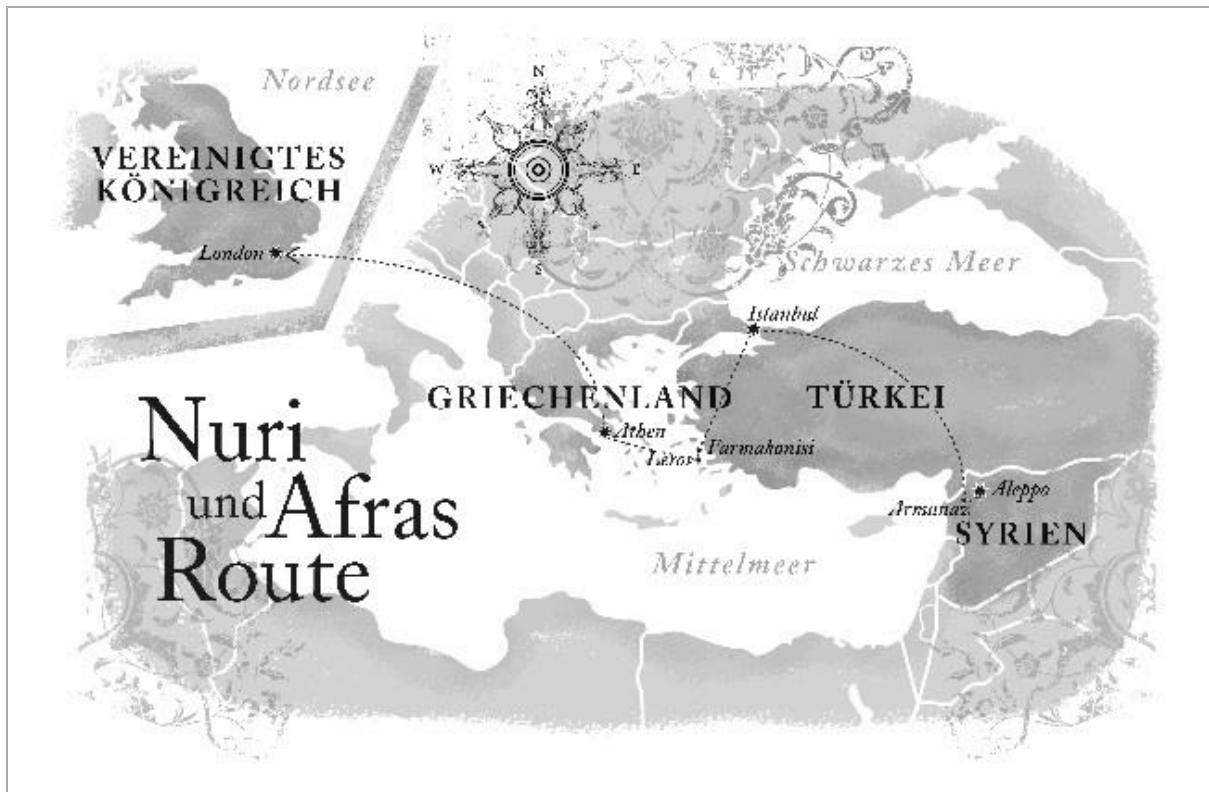 Nordsee
VEREINIGTES
KÖNIGREICH
London
N
W
E
S
Schwarzes Meer
Istanbul
GRIECHENLAND
TÜRKEI
Athen
Léros
Farmakonisi
Aleppo
Armanaz
SYRIEN
Mittelmeer
Nuri
und Afras
Route